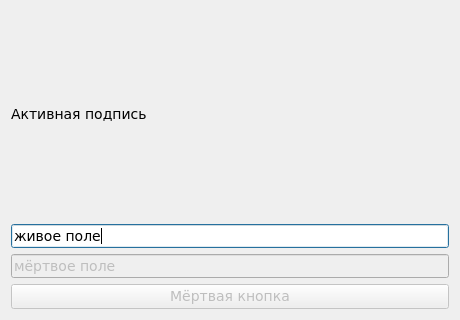 Активная подпись
живое поле
мёртвое поле
Мёртвая кнопка